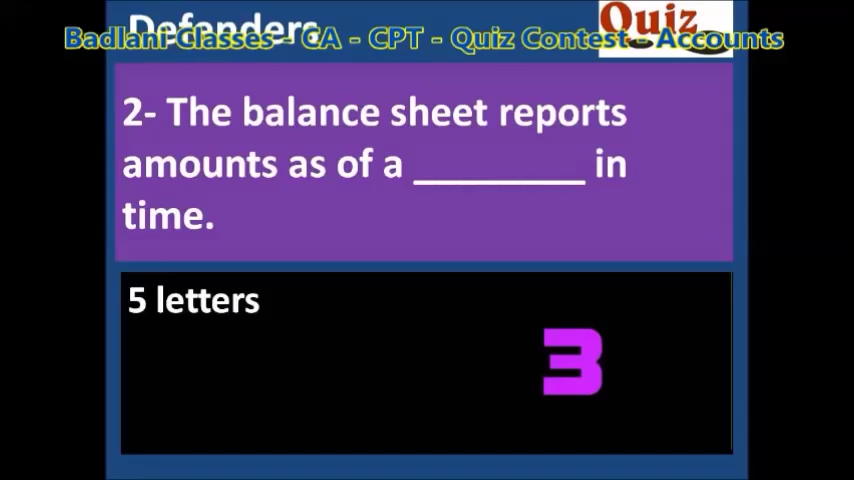 Defenders
Quiz
Badlani Classes - CA - CPT - Quiz Contest - Accounts
2- The balance sheet reports
amounts as of a _________ in
time.
5 letters
3